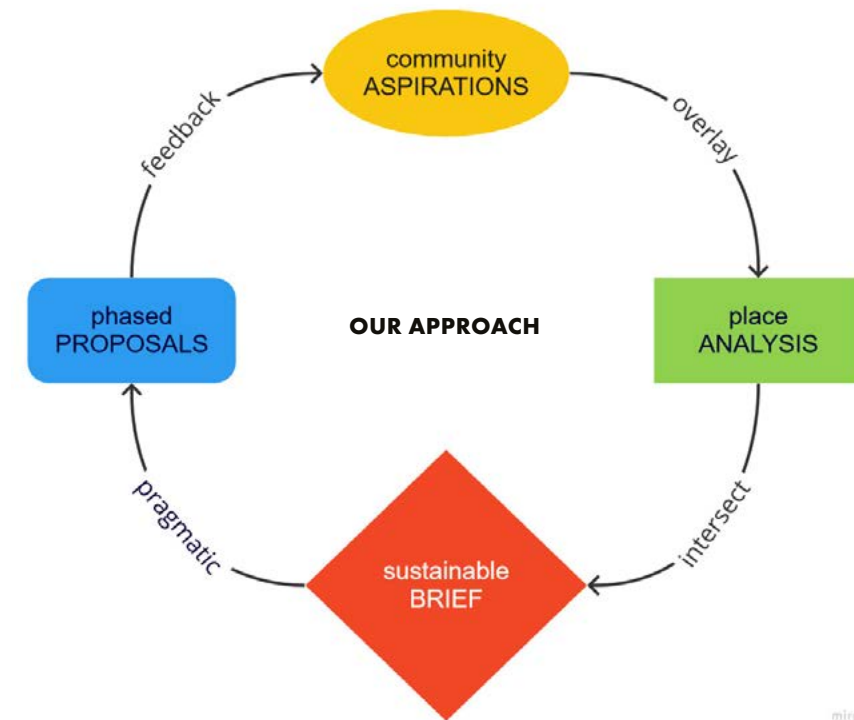 community
ASPIRATIONS
overlay
place
ANALYSIS
intersect
sustainable
BRIEF
pragmatic
phased
PROPOSALS
feedback
OUR APPROACH